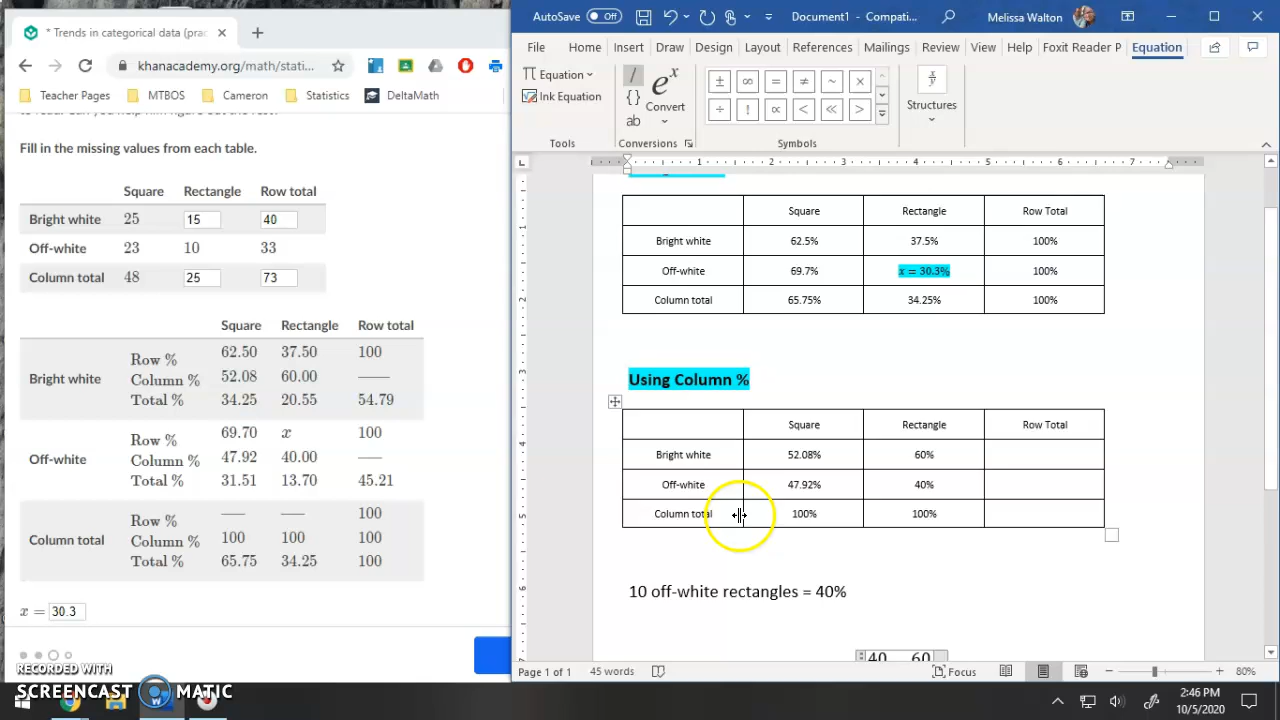 * Trends in categorical data (prac
khanacademy.org/math/stati...
Teacher Pages MTBOS Cameron Statistics DeltaMath
Fill in the missing values from each table.
Square Rectangle Row total
Bright white 25 15 40
Off-white 23 10 33
Column total 48 25 73
Square Rectangle Row total
Bright white
Row % 62.50 37.50 100
Column % 52.08 60.00 —
Total % 34.25 20.55 54.79
Off-white
Row % 69.70 x 100
Column % 47.92 40.00 —
Total % 31.51 13.70 45.21
Column total
Row % — — 100
Column % 100 100 100
Total % 65.75 34.25 100
x = 30.3
RECORDED WITH
SCREENCAST MATIC
AutoSave Off Document1 - Compati... Melissa Walton
File Home Insert Draw Design Layout References Mailings Review View Help Foxit Reader P Equation
Equation
Ink Equation
Tools
Convert
Conversions
Symbols
Structures
1 2 3 4 5 6 7
Square Rectangle Row Total
Bright white 62.5% 37.5% 100%
Off-white 69.7% x = 30.3% 100%
Column total 65.75% 34.25% 100%
Using Column %
Square Rectangle Row Total
Bright white 52.08% 60%
Off-white 47.92% 40%
Column total 100% 100%
10 off-white rectangles = 40%
40 60
Page 1 of 1 45 words Focus 80%
2:46 PM
10/5/2020